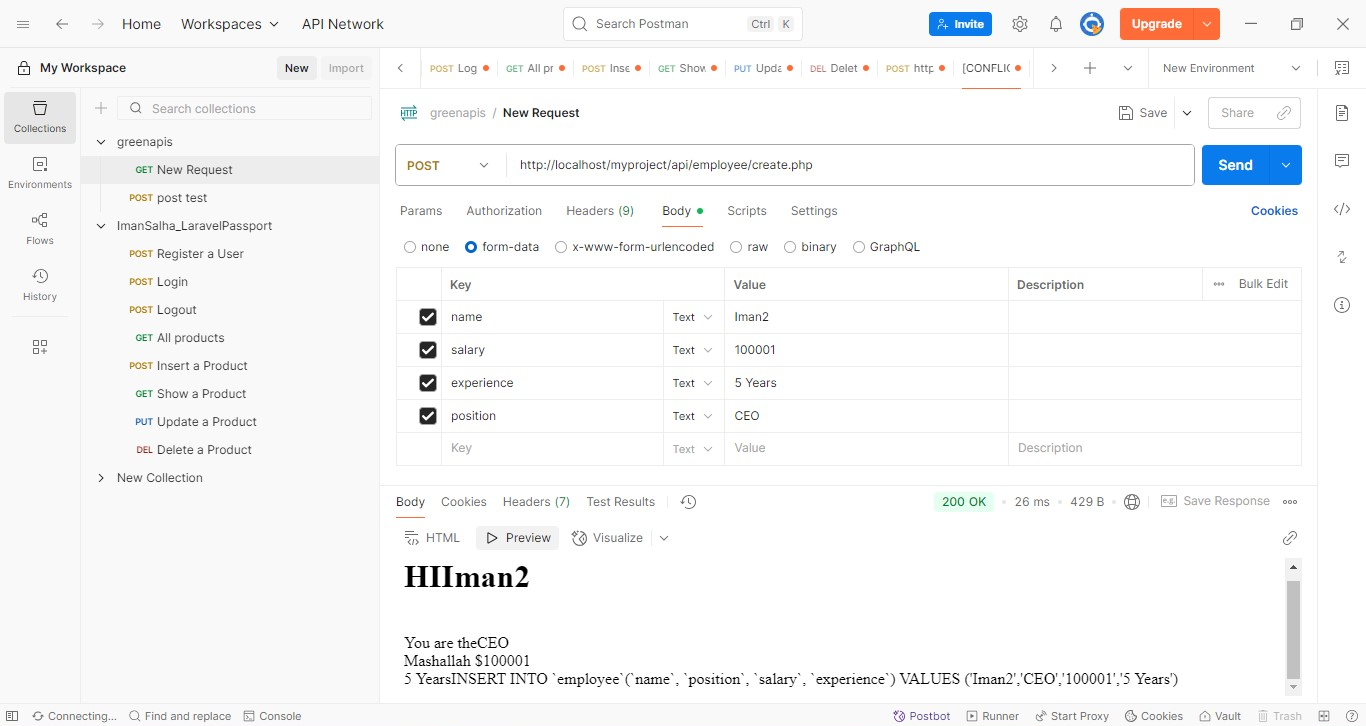 Home Workspaces API Network Search Postman Ctrl K Invite Upgrade
My Workspace New Import
POST Log GET All pr POST Inse GET Show PUT Upda DEL Delet POST http [CONFLIC New Environment
Collections
Environments
Flows
History
Search collections
greenapis
GET New Request
POST post test
ImanSalha_LaravelPassport
POST Register a User
POST Login
POST Logout
GET All products
POST Insert a Product
GET Show a Product
PUT Update a Product
DEL Delete a Product
New Collection
HTTP greenapis / New Request Save Share
POST http://localhost/myproject/api/employee/create.php Send
Params Authorization Headers (9) Body Scripts Settings Cookies
none form-data x-www-form-urlencoded raw binary GraphQL
Key Value Description Bulk Edit
name Text Iman2
salary Text 100001
experience Text 5 Years
position Text CEO
Key Text Value Description
Body Cookies Headers (7) Test Results 200 OK 26 ms 429 B e.g. Save Response
HTML Preview Visualize
HIIman2
You are theCEO
Mashallah $100001
5 YearsINSERT INTO `employee`(`name`, `position`, `salary`, `experience`) VALUES ('Iman2','CEO','100001','5 Years')
Connecting... Find and replace Console Postbot Runner Start Proxy Cookies Vault Trash